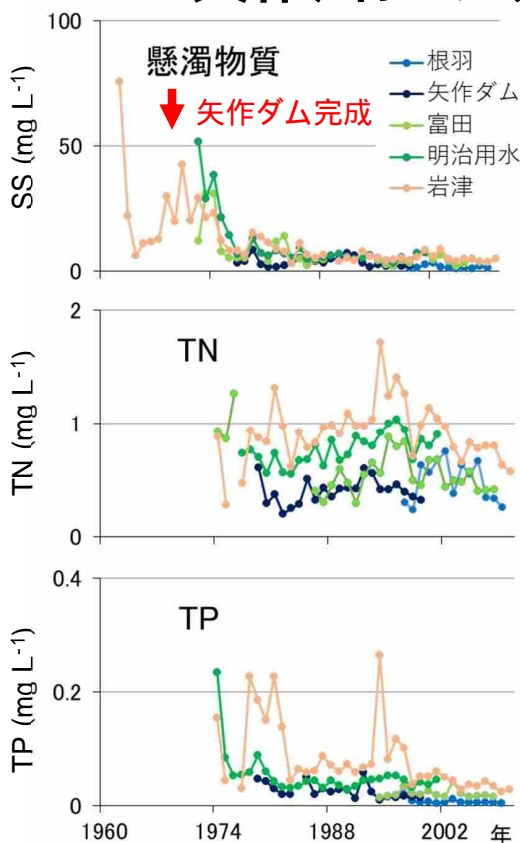 100
50
0
SS (mg L-1)
懸濁物質
矢作ダム完成
根羽
矢作ダム
富田
明治用水
岩津
2
1
0
TN (mg L-1)
TN
0.4
0.2
0
TP (mg L-1)
TP
1960
1974
1988
2002
年